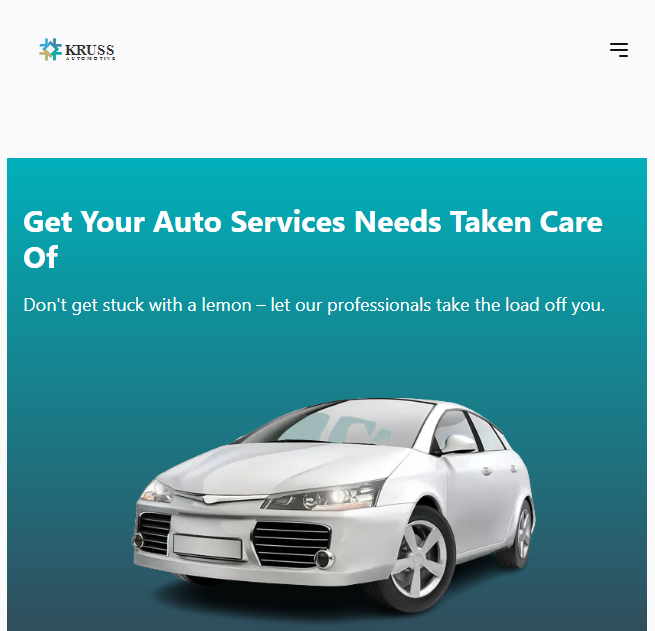 KRUSS
AUTOMOTIVE
Get Your Auto Services Needs Taken Care
Of
Don't get stuck with a lemon – let our professionals take the load off you.